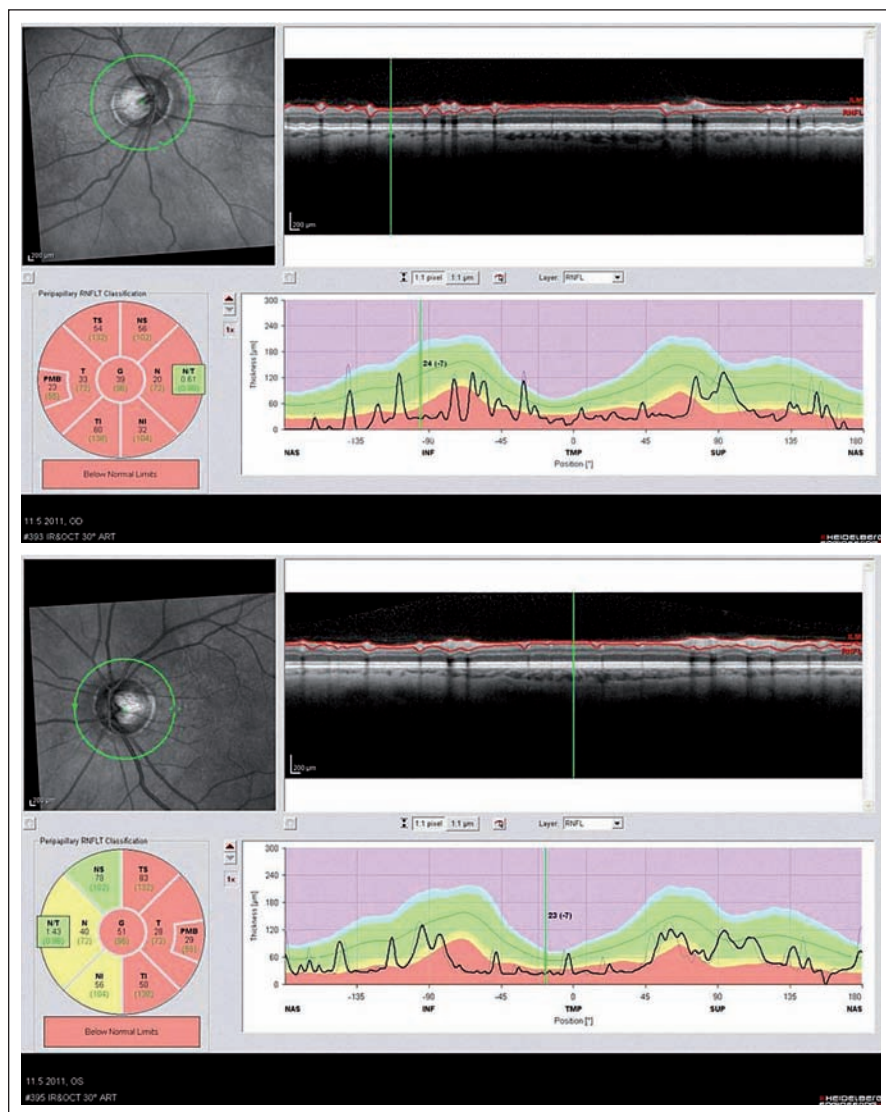 ILM
RNFL
200 µm
200 µm
1:1 pixel 1:1 µm Layer: RNFL
Peripapillary RNFLT Classification
1x
TS
54
(132)
NS
56
(102)
PMB
23
(55)
T
33
(72)
G
39
(96)
N
20
(72)
N/T
0.61
TI
60
(138)
NI
32
(104)
Below Normal Limits
Thickness [µm]
300
240
180
120
60
0
24 (-7)
-135 -90 -45 0 45 90 135 180
NAS INF TMP SUP NAS
Position [°]
11.5 2011, OD
#393 IR&OCT 30° ART
HEIDELBERG
ILM
RNFL
200 µm
200 µm
1:1 pixel 1:1 µm Layer: RNFL
Peripapillary RNFLT Classification
1x
NS
78
(102)
TS
83
(132)
N/T
1.43
N
40
(72)
G
51
(96)
T
28
(72)
PMB
29
(55)
NI
56
(104)
TI
50
(138)
Below Normal Limits
Thickness [µm]
300
240
180
120
60
0
23 (-7)
-135 -90 -45 0 45 90 135 180
NAS INF TMP SUP NAS
Position [°]
11.5 2011, OS
#395 IR&OCT 30° ART
HEIDELBERG